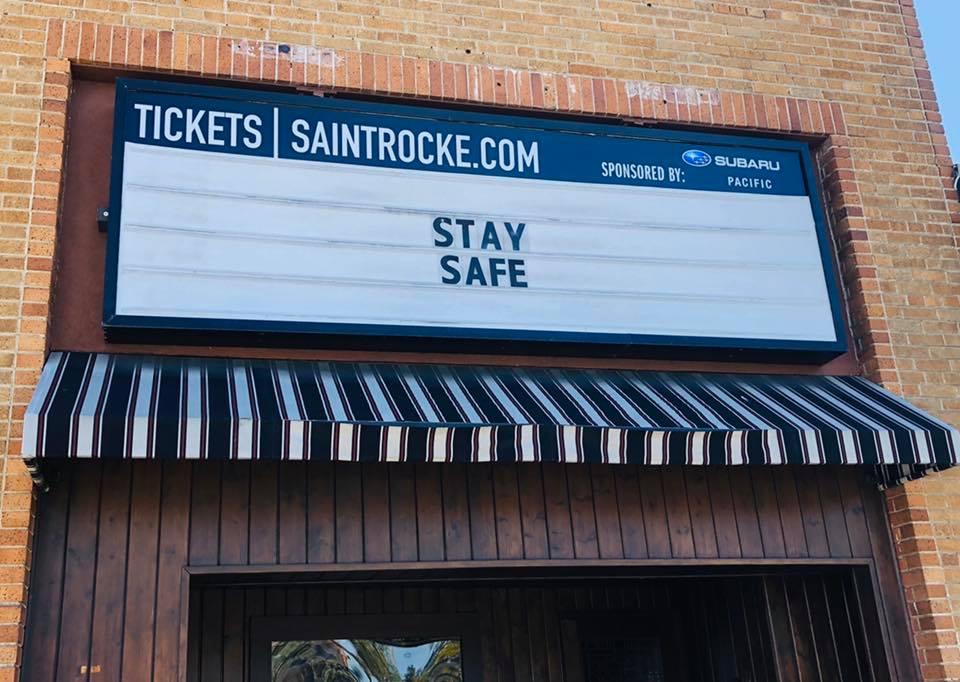 TICKETS | SAINTROCKE.COM
SPONSORED BY:
SUBARU
PACIFIC
STAY
SAFE